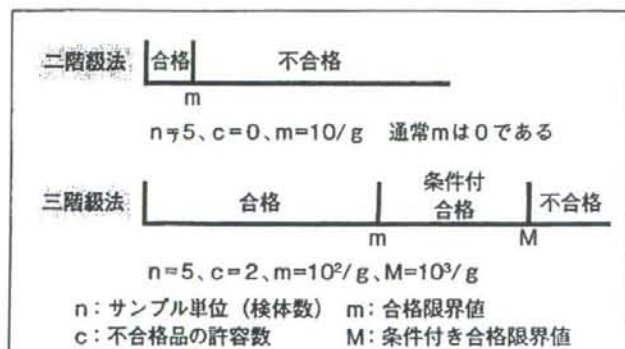 二階級法 合格 不合格
m
n=5、c=0、m=10/g 通常mは0である
条件付
三階級法 合格 合格 不合格
m M
n=5、c=2、m=10²/g、M=10³/g
n：サンプル単位（検体数） m：合格限界値
c：不合格品の許容数 M：条件付き合格限界値